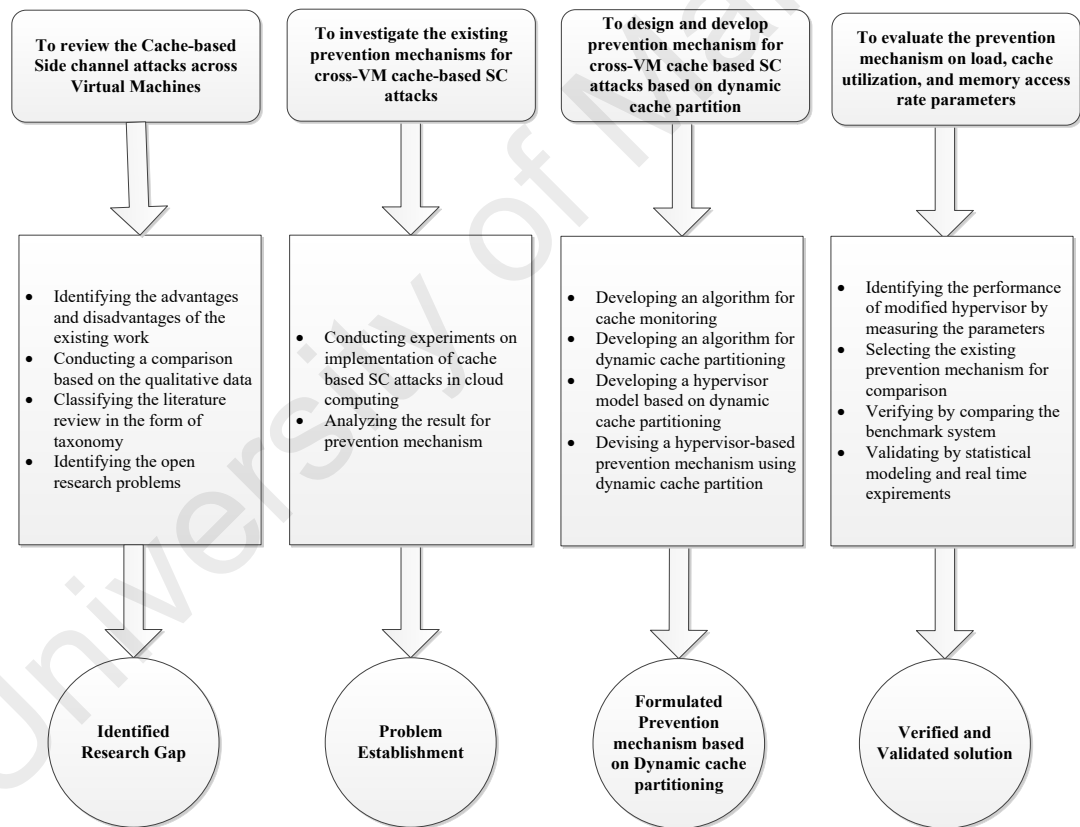 To review the Cache-based
Side channel attacks across
Virtual Machines
To investigate the existing
prevention mechanisms for
cross-VM cache-based SC
attacks
To design and develop
prevention mechanism for
cross-VM cache based SC
attacks based on dynamic
cache partition
To evaluate the prevention
mechanism on load, cache
utilization, and memory access
rate parameters
• Identifying the advantages
and disadvantages of the
existing work
• Conducting a comparison
based on the qualitative data
• Classifying the literature
review in the form of
taxonomy
• Identifying the open
research problems
• Conducting experiments on
implementation of cache
based SC attacks in cloud
computing
• Analyzing the result for
prevention mechanism
• Developing an algorithm for
cache monitoring
• Developing an algorithm for
dynamic cache partitioning
• Developing a hypervisor
model based on dynamic
cache partitioning
• Devising a hypervisor-based
prevention mechanism using
dynamic cache partition
• Identifying the performance
of modified hypervisor by
measuring the parameters
• Selecting the existing
prevention mechanism for
comparison
• Verifying by comparing the
benchmark system
• Validating by statistical
modeling and real time
expirements
Identified
Research Gap
Problem
Establishment
Formulated
Prevention
mechanism based
on Dynamic cache
partitioning
Verified and
Validated solution
University of Ma